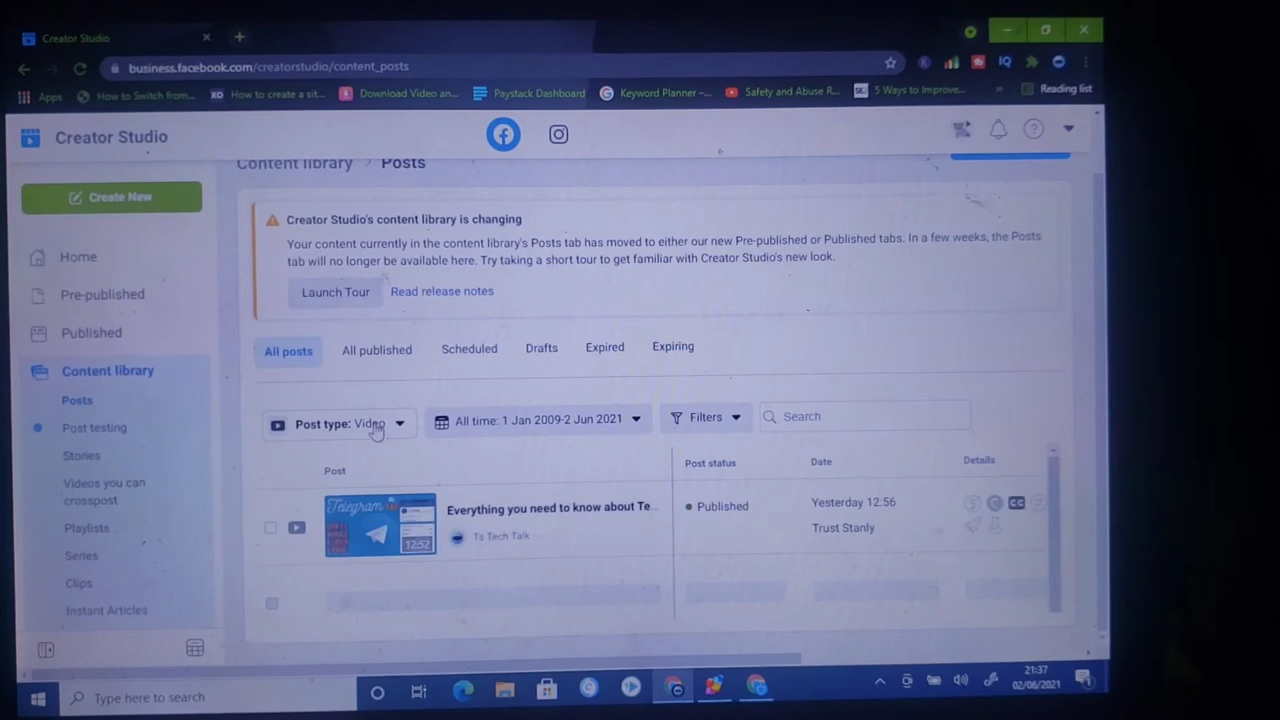 Creator Studio
business.facebook.com/creatorstudio/content_posts
Apps
How to Switch from...
How to create a sit...
Download Video an...
Paystack Dashboard
Keyword Planner –...
Safety and Abuse R...
5 Ways to Improve...
Reading list
Creator Studio
Content library > Posts
Create New
Home
Pre-published
Published
Content library
Posts
Post testing
Stories
Videos you can
crosspost
Playlists
Series
Clips
Instant Articles
Creator Studio's content library is changing
Your content currently in the content library's Posts tab has moved to either our new Pre-published or Published tabs. In a few weeks, the Posts
tab will no longer be available here. Try taking a short tour to get familiar with Creator Studio's new look.
Launch Tour
Read release notes
All posts
All published
Scheduled
Drafts
Expired
Expiring
Post type: Video
All time: 1 Jan 2009-2 Jun 2021
Filters
Search
Post
Post status
Date
Details
Telegram
12:52
Everything you need to know about Te...
Ts Tech Talk
Published
Yesterday 12:56
Trust Stanly
CC
Type here to search
21:37
02/06/2021